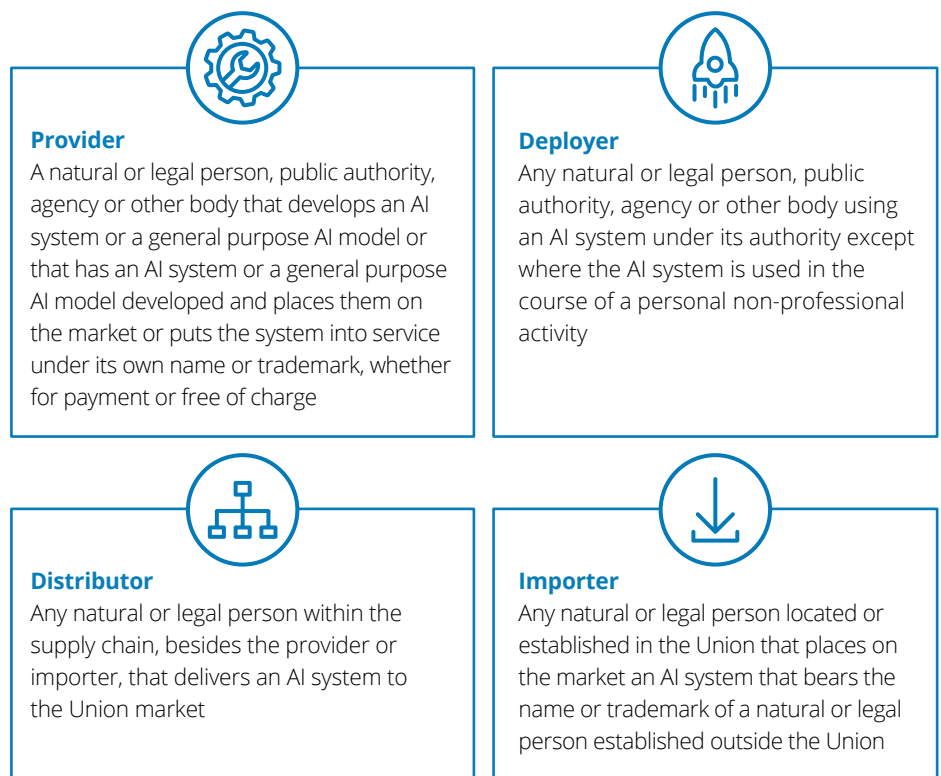 Provider
A natural or legal person, public authority,
agency or other body that develops an AI
system or a general purpose AI model or
that has an AI system or a general purpose
AI model developed and places them on
the market or puts the system into service
under its own name or trademark, whether
for payment or free of charge
Deployer
Any natural or legal person, public
authority, agency or other body using
an AI system under its authority except
where the AI system is used in the
course of a personal non-professional
activity
Distributor
Any natural or legal person within the
supply chain, besides the provider or
importer, that delivers an AI system to
the Union market
Importer
Any natural or legal person located or
established in the Union that places on
the market an AI system that bears the
name or trademark of a natural or legal
person established outside the Union